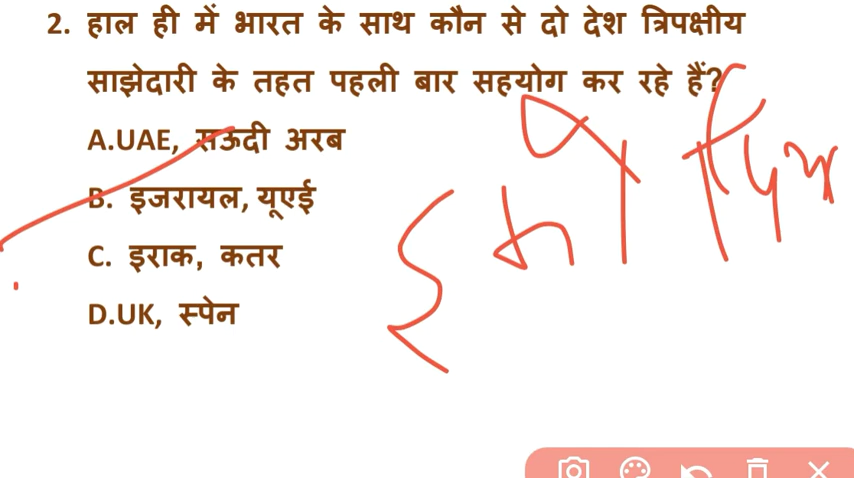 2. हाल ही में भारत के साथ कौन से दो देश त्रिपक्षीय
साझेदारी के तहत पहली बार सहयोग कर रहे हैं?
A.UAE, सऊदी अरब
B. इजरायल, यूएई
C. इराक, कतर
D.UK, स्पेन